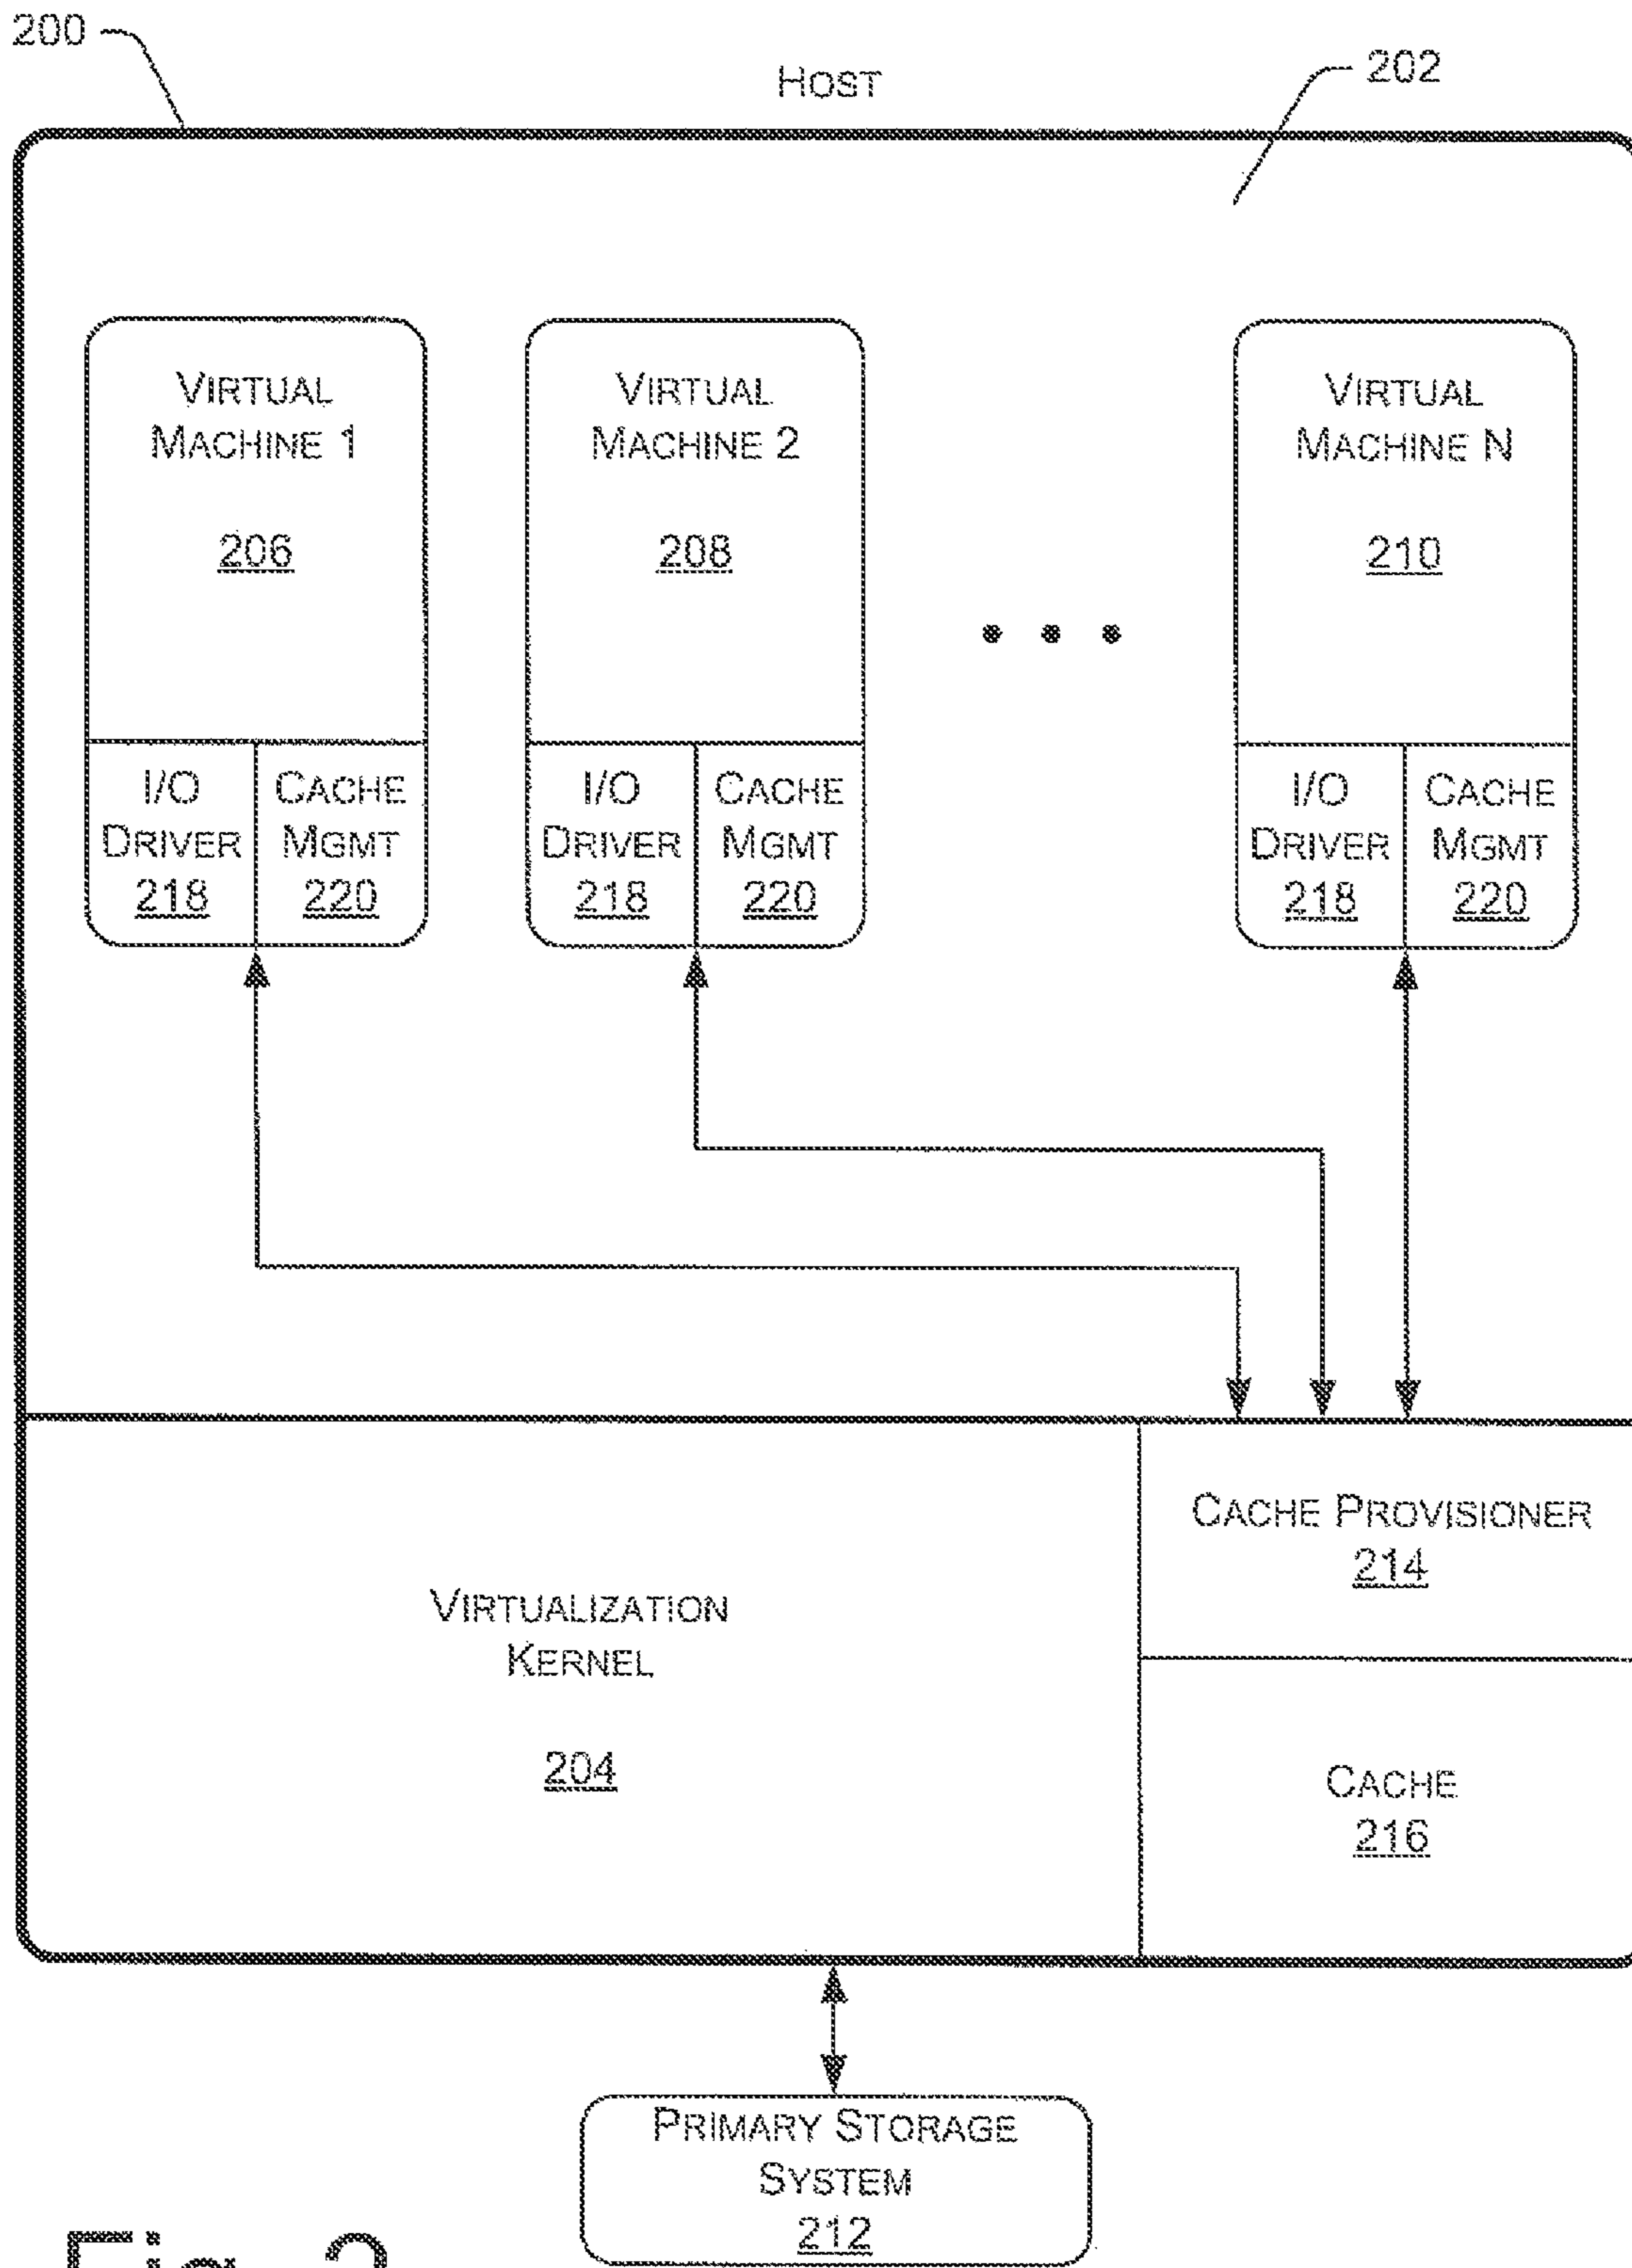 200
HOST
202
VIRTUAL
MACHINE 1
206
VIRTUAL
MACHINE 2
208
VIRTUAL
MACHINE N
210
I/O
DRIVER
218
CACHE
MGMT
220
I/O
DRIVER
218
CACHE
MGMT
220
I/O
DRIVER
218
CACHE
MGMT
220
CACHE PROVISIONER
214
VIRTUALIZATION
KERNEL
204
CACHE
216
PRIMARY STORAGE
SYSTEM
212